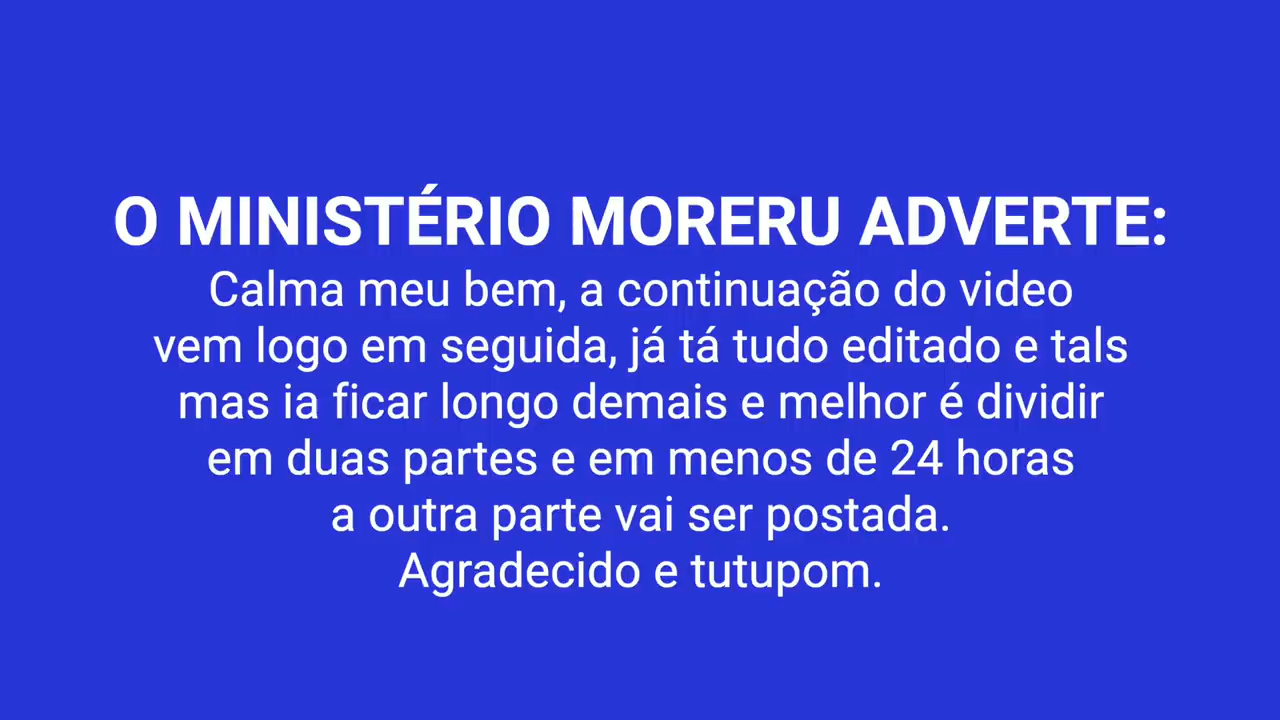 O MINISTÉRIO MORERU ADVERTE:
Calma meu bem, a continuação do video
vem logo em seguida, já tá tudo editado e tals
mas ia ficar longo demais e melhor é dividir
em duas partes e em menos de 24 horas
a outra parte vai ser postada.
Agradecido e tutupom.